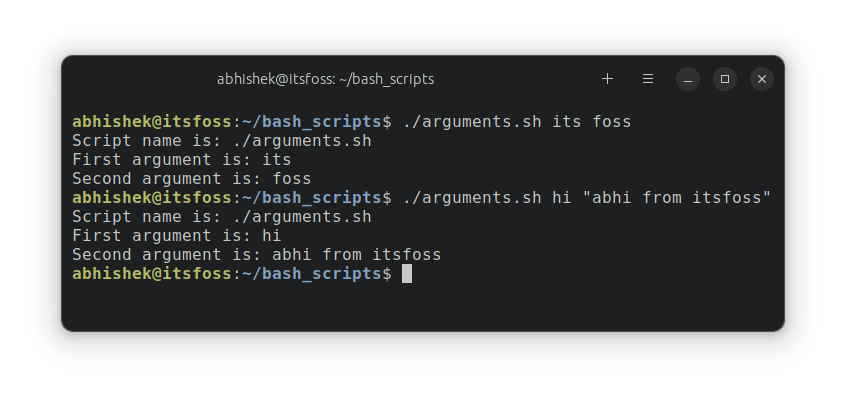 abhishek@itsfoss: ~/bash_scripts
abhishek@itsfoss:~/bash_scripts$ ./arguments.sh its foss
Script name is: ./arguments.sh
First argument is: its
Second argument is: foss
abhishek@itsfoss:~/bash_scripts$ ./arguments.sh hi "abhi from itsfoss"
Script name is: ./arguments.sh
First argument is: hi
Second argument is: abhi from itsfoss
abhishek@itsfoss:~/bash_scripts$